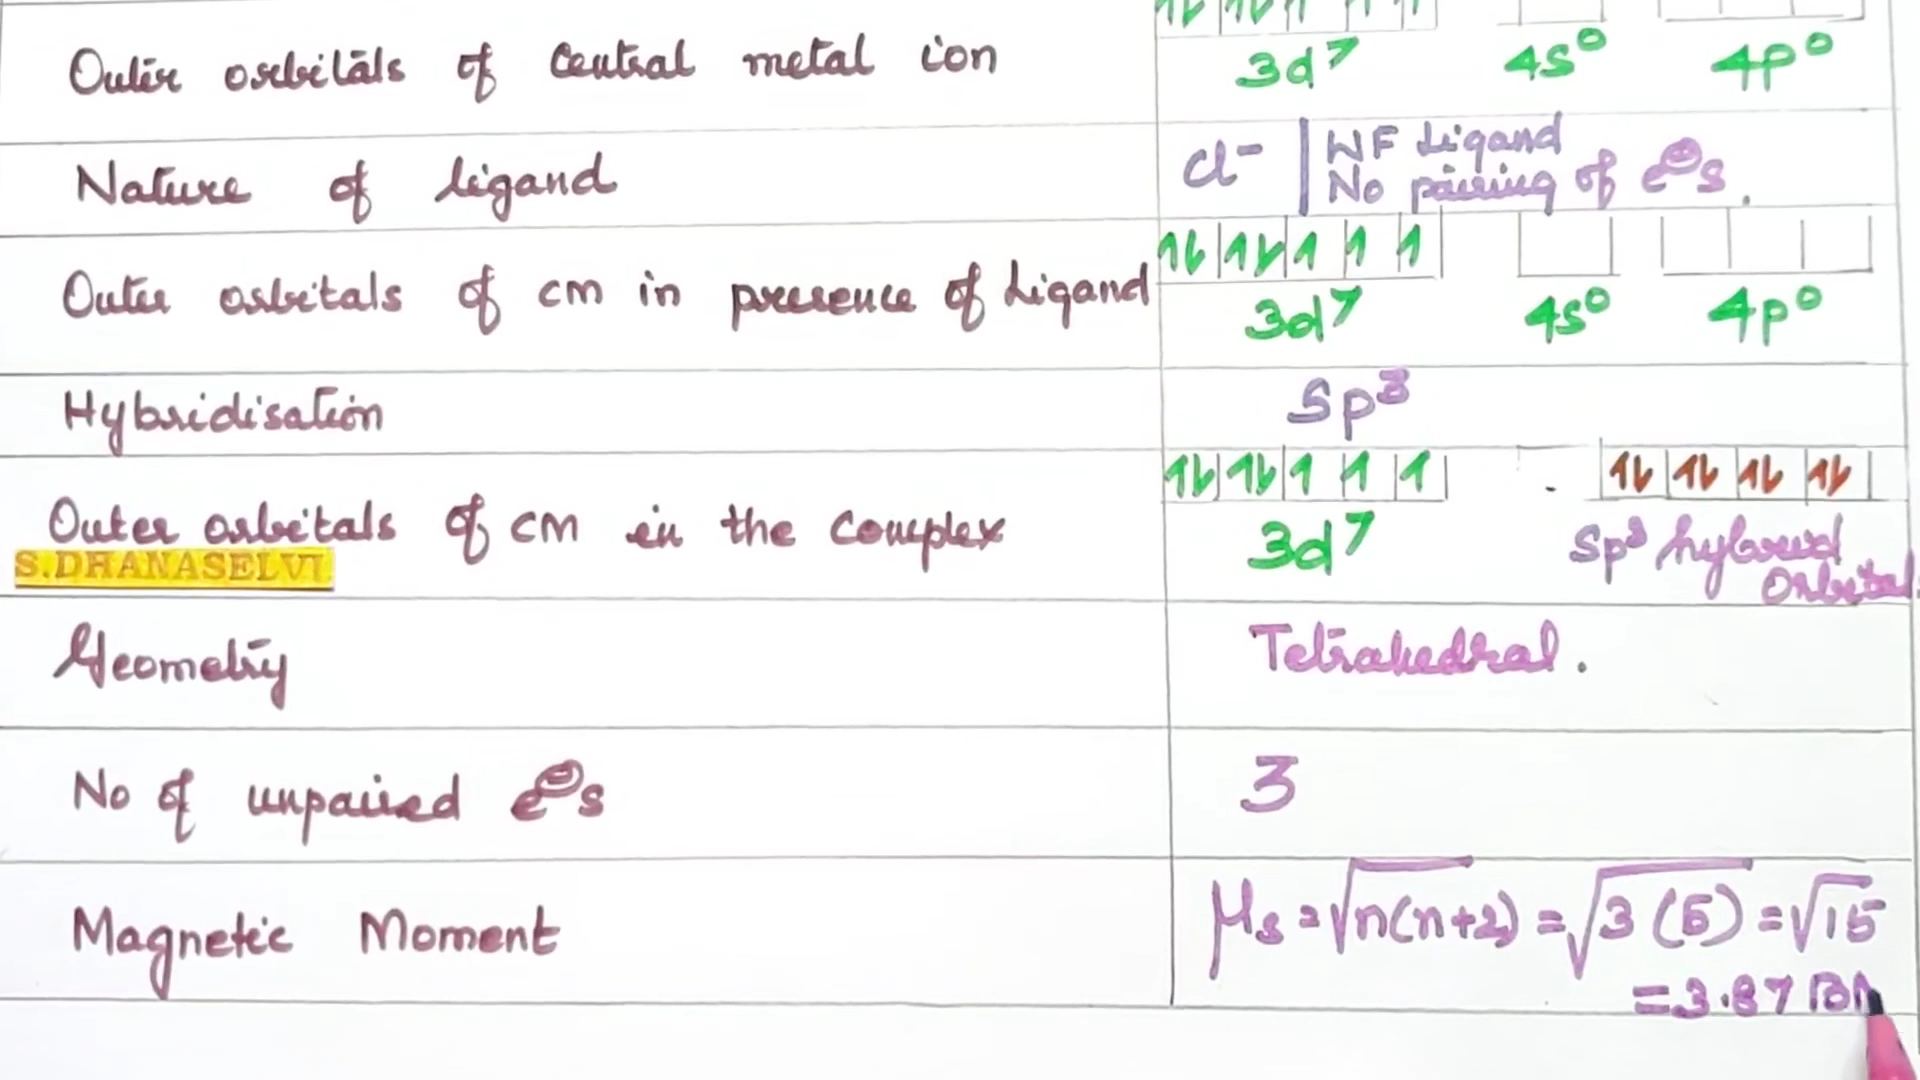 Outer orbitals of central metal ion 3d⁷ 4s⁰ 4p⁰
Nature of ligand Cl⁻ | WF Ligand
No pairing of e⊖s.
Outer orbitals of CM in presence of Ligand 3d⁷ 4s⁰ 4p⁰
Hybridisation sp³
Outer orbitals of CM in the complex 3d⁷ sp³ hybrid
orbitals
S.DHANASELVI
Geometry Tetrahedral.
No of unpaired e⊖s 3
Magnetic Moment μs = √n(n+2) = √3(5) = √15
= 3.87 BM